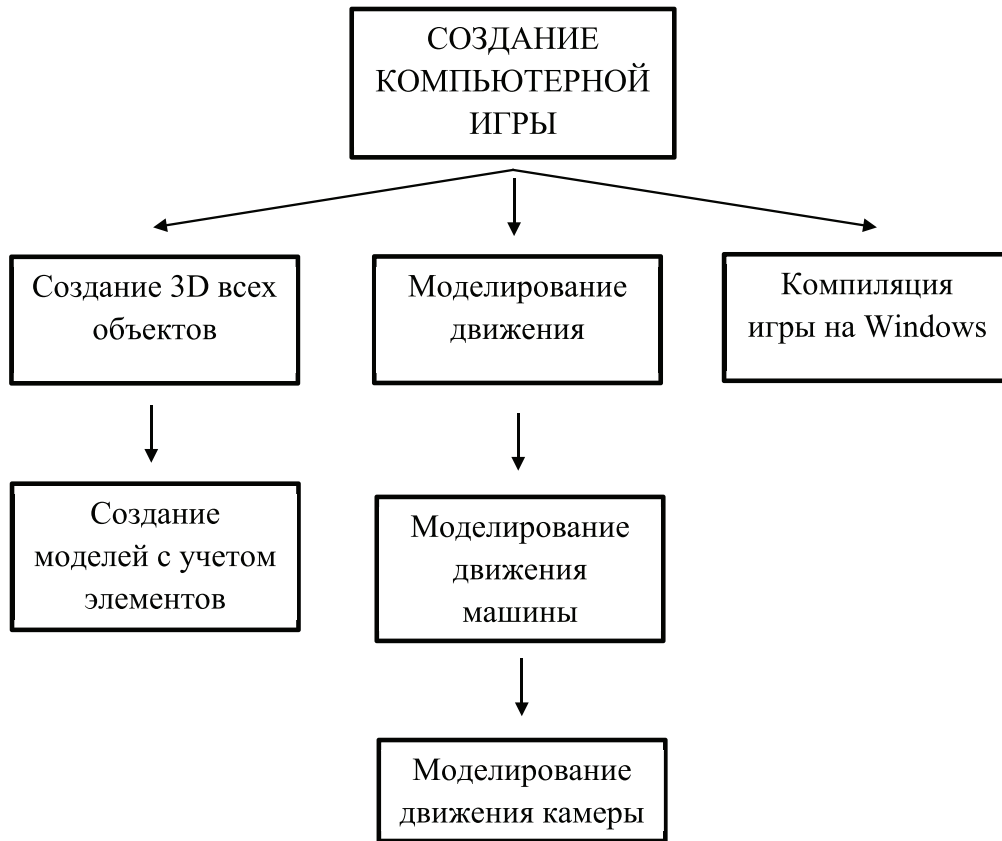 СОЗДАНИЕ
КОМПЬЮТЕРНОЙ
ИГРЫ
Создание 3D всех
объектов
Моделирование
движения
Компиляция
игры на Windows
Создание
моделей с учетом
элементов
Моделирование
движения
машины
Моделирование
движения камеры